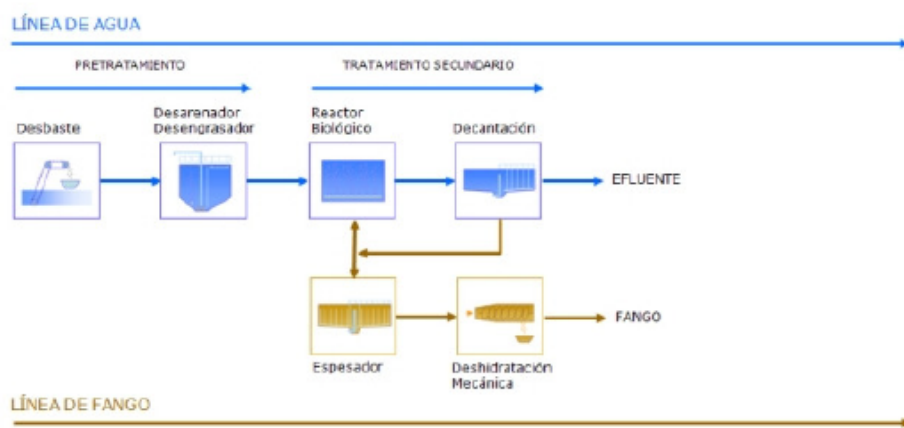 LÍNEA DE AGUA
PRETRATAMIENTO
TRATAMIENTO SECUNDARIO
Desbaste
Desarenador
Desengrasador
Reactor
Biológico
Decantación
EFLUENTE
Espesador
Deshidratación
Mecánica
FANGO
LÍNEA DE FANGO